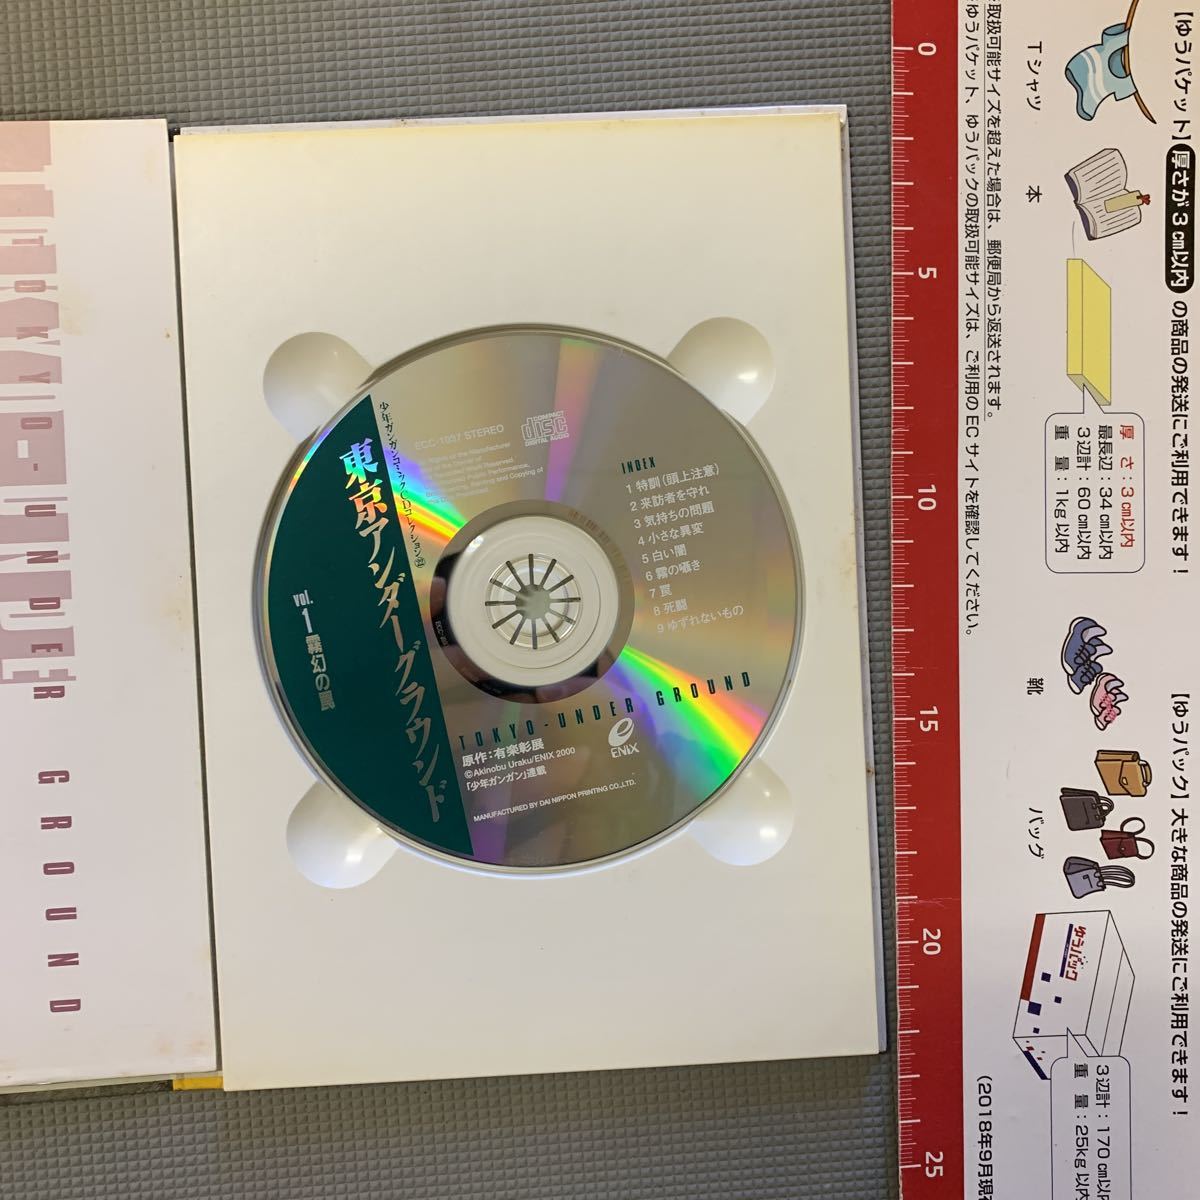 TOKYO-UNDER GROUND
少年ガンガンコミックCDコレクション㉒
東京アンダーグラウンド
vol.1 霧幻の罠
ECC-1037 STEREO
COMPACT
disc
DIGITAL AUDIO
INDEX
1 特訓（頭上注意）
2 来訪者を守れ
3 気持ちの問題
4 小さな異変
5 白い闇
6 霧の囁き
7 罠
8 死闘
9 ゆずれないもの
TOKYO-UNDER GROUND
原作：有楽彰展
©Akinobu Uraku/ENIX 2000
「少年ガンガン」連載
ENIX
MANUFACTURED BY DAI NIPPON PRINTING CO.,LTD.
0
5
10
15
20
25
【ゆうパケット】厚さが3㎝以内の商品の発送にご利用できます！
Tシャツ
本
厚さ：3㎝以内
最長辺：34㎝以内
3辺計：60㎝以内
重量：1kg以内
取扱可能サイズを超えた場合は、郵便局から返送されます。
ゆうパケット、ゆうパックの取扱可能サイズは、ご利用のECサイトを確認してください。
【ゆうパック】大きな商品の発送にご利用できます！
靴
バッグ
ゆうパック
3辺計：170㎝以
重量：25kg以
(2018年9月現